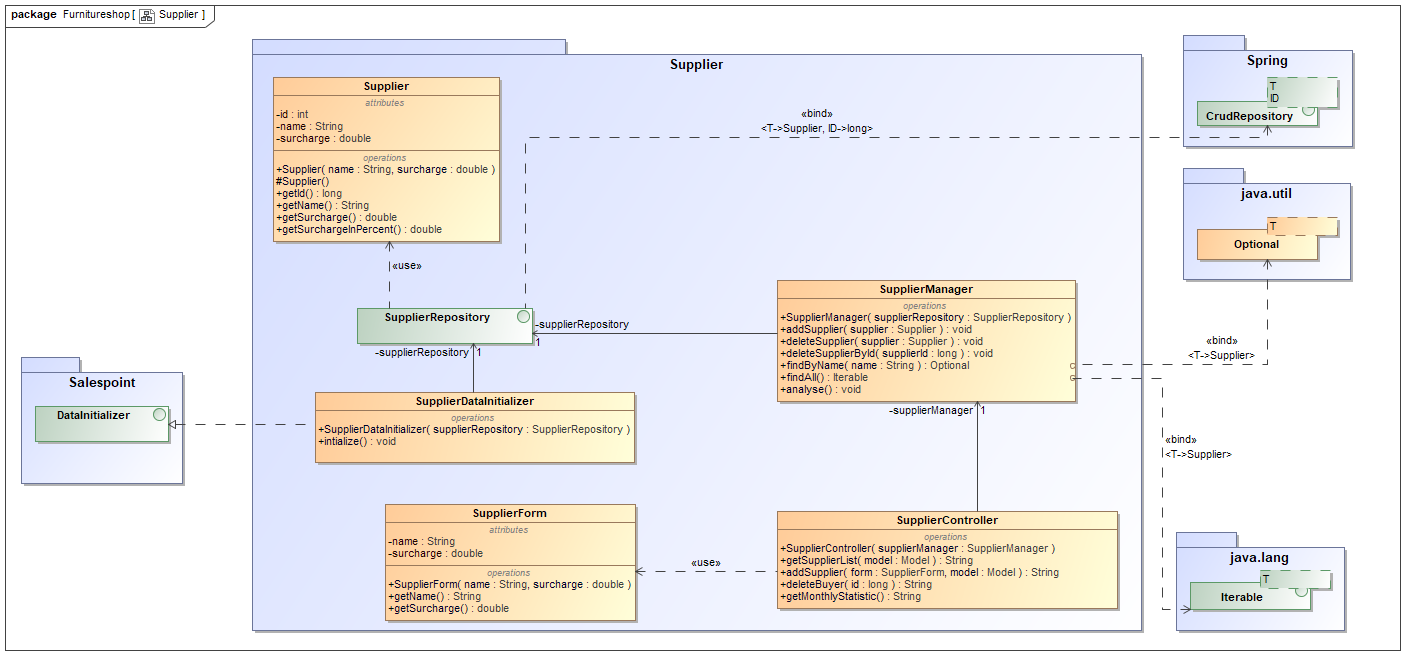 package Furnitureshop [ Supplier ]
Supplier
Supplier
attributes
-id : int
-name : String
-surcharge : double
operations
+Supplier( name : String, surcharge : double )
#Supplier()
+getId() : long
+getName() : String
+getSurcharge() : double
+getSurchargeInPercent() : double
«use»
«bind»
<T->Supplier, ID->long>
Spring
T
ID
CrudRepository
java.util
T
Optional
SupplierRepository
-supplierRepository
1
-supplierRepository
1
SupplierManager
operations
+SupplierManager( supplierRepository : SupplierRepository )
+addSupplier( supplier : Supplier ) : void
+deleteSupplier( supplier : Supplier ) : void
+deleteSupplierById( supplierId : long ) : void
+findByName( name : String ) : Optional
+findAll() : Iterable
+analyse() : void
«bind»
<T->Supplier>
Salespoint
DataInitializer
SupplierDataInitializer
operations
+SupplierDataInitializer( supplierRepository : SupplierRepository )
+intialize() : void
-supplierManager
1
«bind»
<T->Supplier>
SupplierForm
attributes
-name : String
-surcharge : double
operations
+SupplierForm( name : String, surcharge : double )
+getName() : String
+getSurcharge() : double
«use»
SupplierController
operations
+SupplierController( supplierManager : SupplierManager )
+getSupplierList( model : Model ) : String
+addSupplier( form : SupplierForm, model : Model ) : String
+deleteBuyer( id : long ) : String
+getMonthlyStatistic() : String
java.lang
T
Iterable